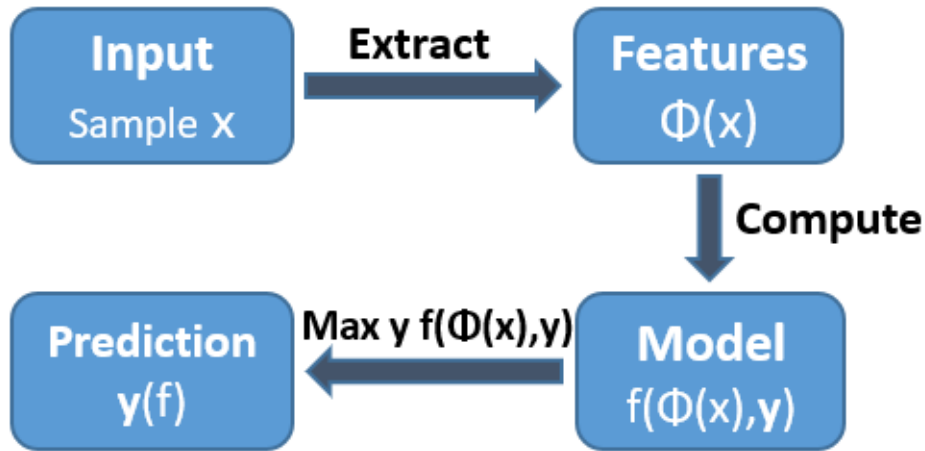 Input
Sample x
Extract
Features
Φ(x)
Compute
Model
f(Φ(x),y)
Max y f(Φ(x),y)
Prediction
y(f)